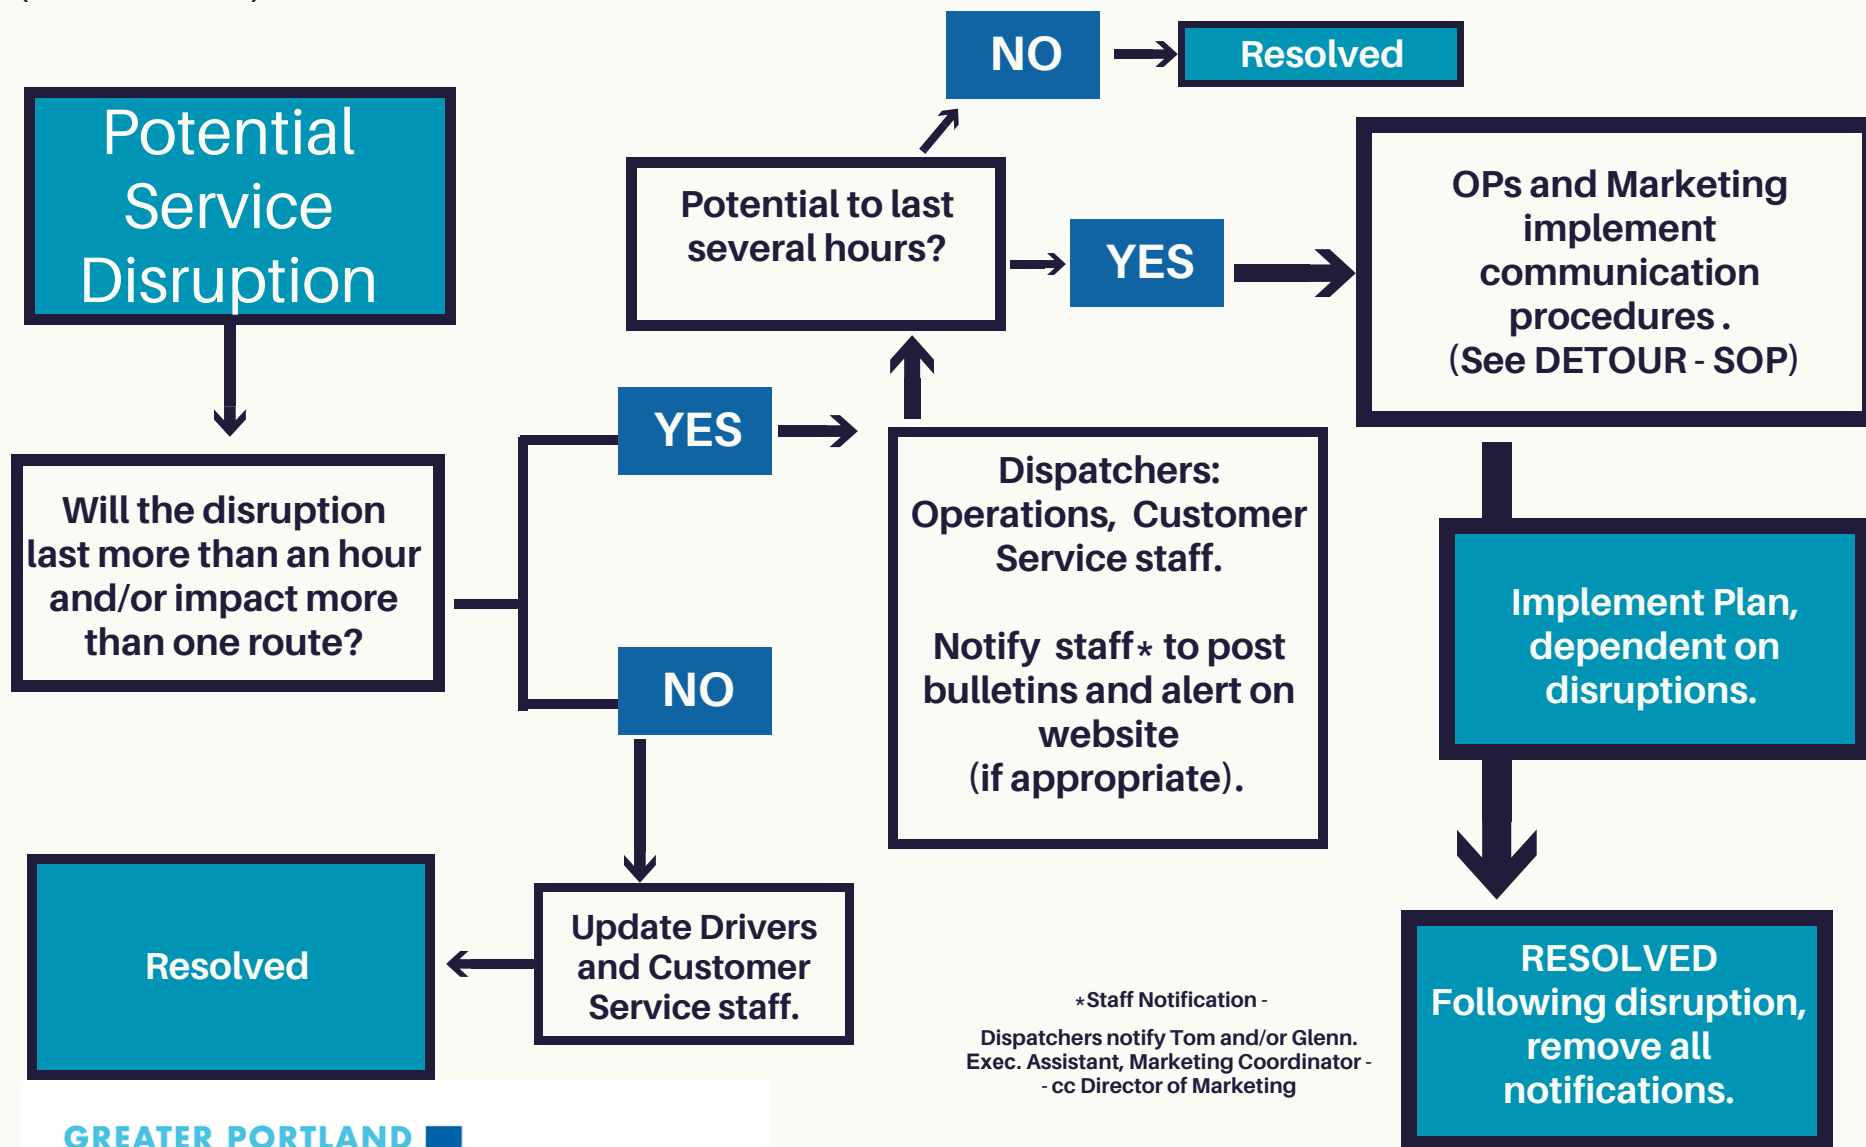 Potential
Service
Disruption
Will the disruption
last more than an hour
and/or impact more
than one route?
YES
NO
Update Drivers
and Customer
Service staff.
Resolved
Dispatchers:
Operations, Customer
Service staff.
Notify staff* to post
bulletins and alert on
website
(if appropriate).
Potential to last
several hours?
NO
Resolved
YES
OPs and Marketing
implement
communication
procedures .
(See DETOUR - SOP)
Implement Plan,
dependent on
disruptions.
RESOLVED
Following disruption,
remove all
notifications.
*Staff Notification -
Dispatchers notify Tom and/or Glenn.
Exec. Assistant, Marketing Coordinator -
- cc Director of Marketing
GREATER PORTLAND